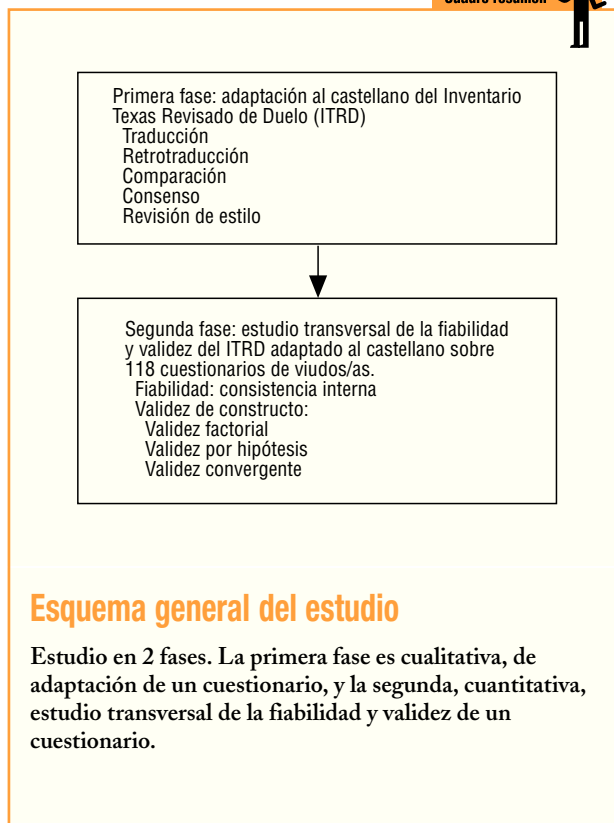 Cuadro resumen
Primera fase: adaptación al castellano del Inventario
Texas Revisado de Duelo (ITRD)
Traducción
Retrotraducción
Comparación
Consenso
Revisión de estilo
Segunda fase: estudio transversal de la fiabilidad
y validez del ITRD adaptado al castellano sobre
118 cuestionarios de viudos/as.
Fiabilidad: consistencia interna
Validez de constructo:
Validez factorial
Validez por hipótesis
Validez convergente
Esquema general del estudio
Estudio en 2 fases. La primera fase es cualitativa, de
adaptación de un cuestionario, y la segunda, cuantitativa,
estudio transversal de la fiabilidad y validez de un
cuestionario.